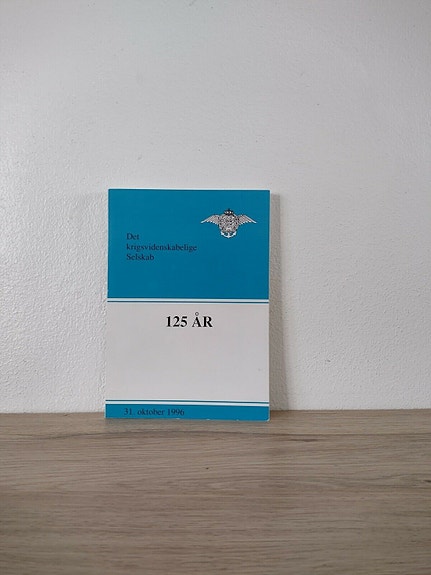 Det
krigsvidenskabelige
Selskab
125 ÅR
31. oktober 1996